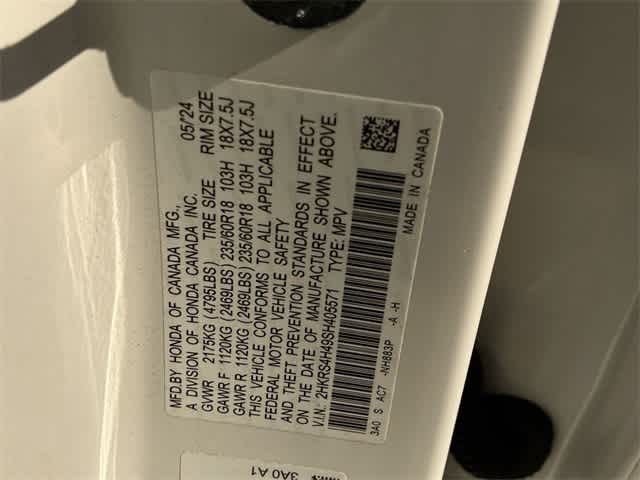 MFD.BY HONDA OF CANADA MFG., 05/'24
A DIVISION OF HONDA CANADA INC.
GVWR 2175KG (4795LBS) TIRE SIZE RIM SIZE
GAWR F 1120KG (2469LBS) 235/60R18 103H 18X7.5J
GAWR R 1120KG (2469LBS) 235/60R18 103H 18X7.5J
THIS VEHICLE CONFORMS TO ALL APPLICABLE
FEDERAL MOTOR VEHICLE SAFETY
AND THEFT PREVENTION STANDARDS IN EFFECT
ON THE DATE OF MANUFACTURE SHOWN ABOVE.
V.I.N.: 2HKRS4H49SH405571 TYPE: MPV
3A0 S AC7 -NH883P -A -H
MADE IN CANADA
3A0 A1